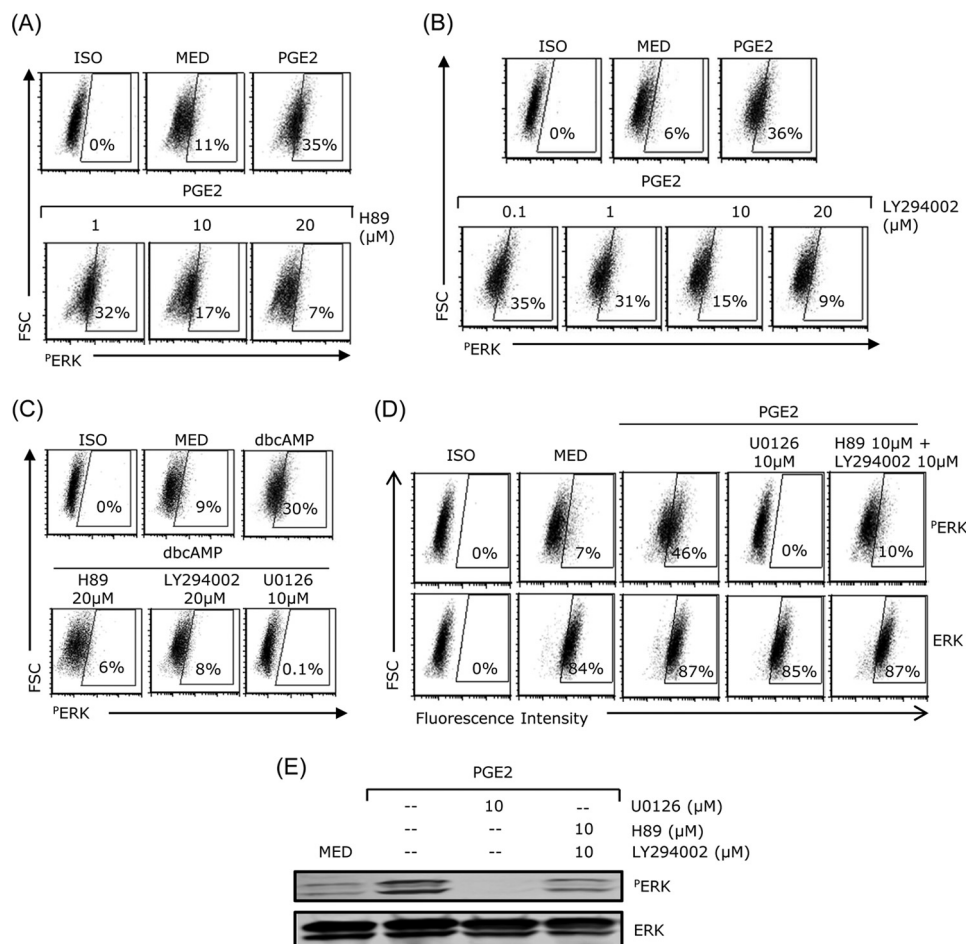 (A)
ISO MED PGE2
0% 11% 35%
PGE2
1 10 20 H89 (µM)
32% 17% 7%
FSC
ᴾERK
(B)
ISO MED PGE2
0% 6% 36%
PGE2
0.1 1 10 20 LY294002 (µM)
35% 31% 15% 9%
FSC
ᴾERK
(C)
ISO MED dbcAMP
0% 9% 30%
dbcAMP
H89 LY294002 U0126
20µM 20µM 10µM
6% 8% 0.1%
FSC
ᴾERK
(D)
PGE2
ISO MED U0126 10µM H89 10µM + LY294002 10µM
0% 7% 46% 0% 10% ᴾERK
0% 84% 87% 85% 87% ERK
FSC
Fluorescence Intensity
(E)
PGE2
-- 10 -- U0126 (µM)
-- -- 10 H89 (µM)
MED -- -- 10 LY294002 (µM)
ᴾERK
ERK